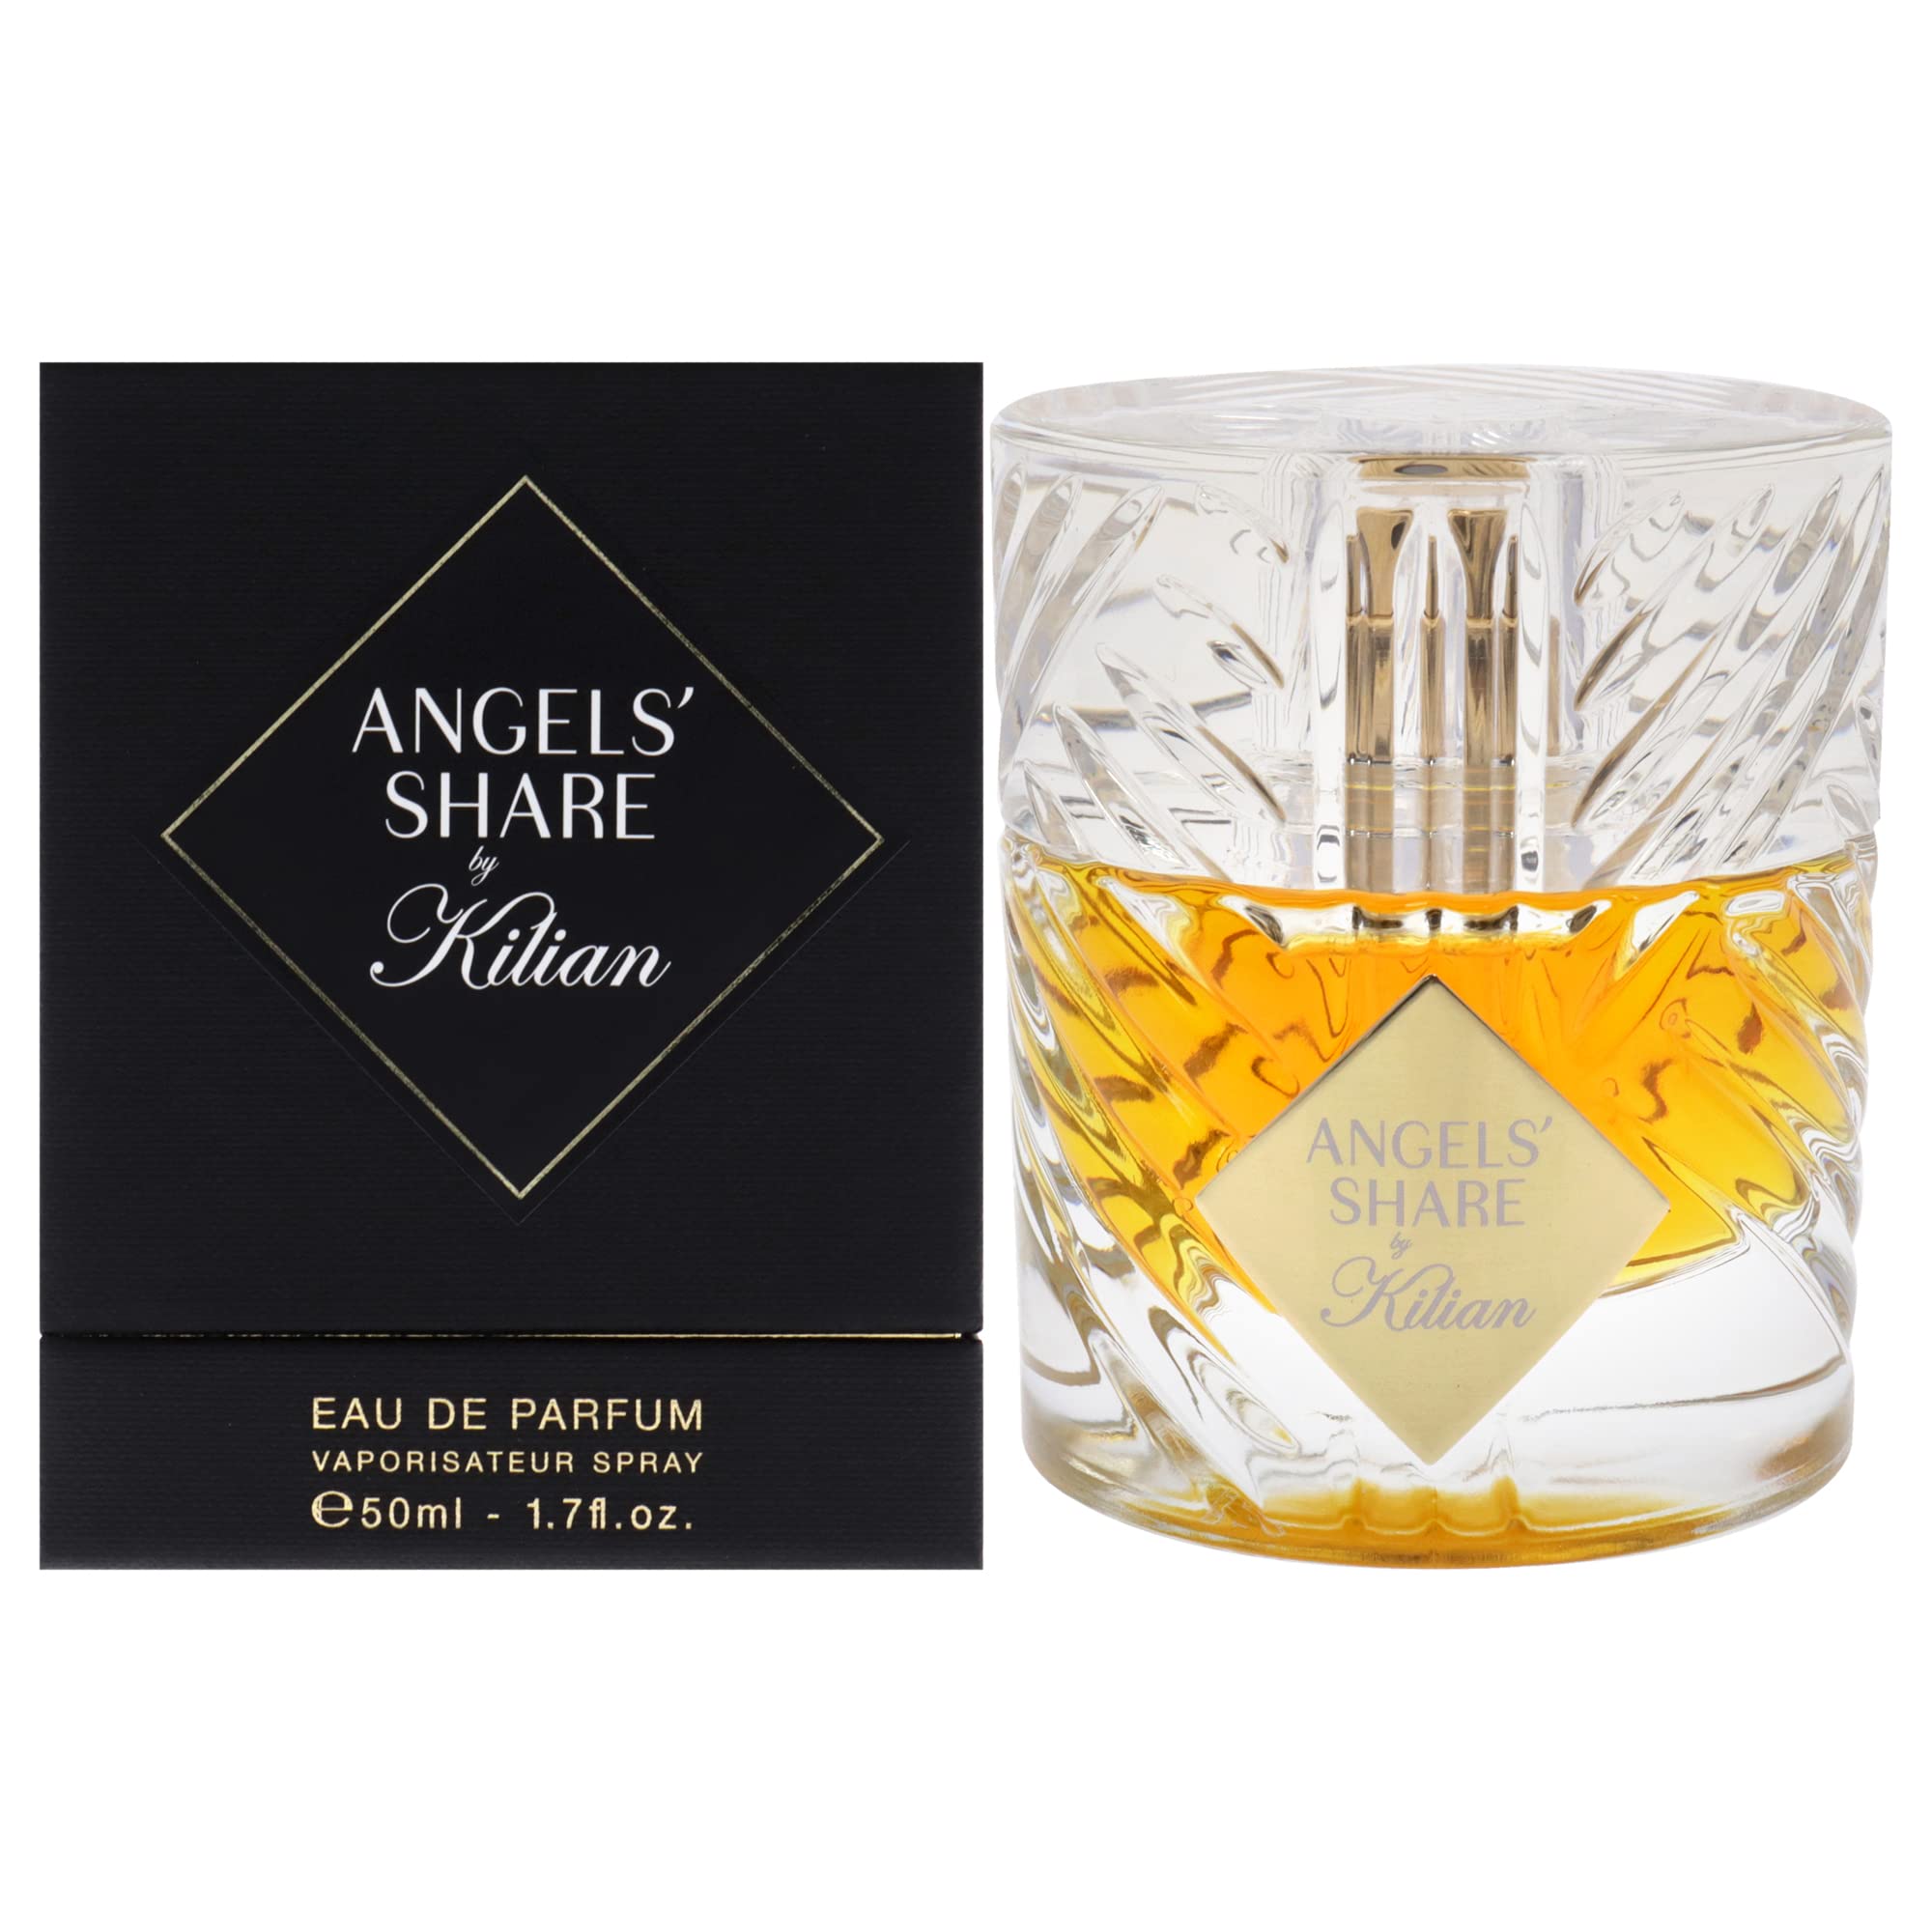 ANGELS’
SHARE
by
Kilian
EAU DE PARFUM
VAPORISATEUR SPRAY
℮50ml - 1.7fl.oz.
ANGELS’
SHARE
by
Kilian